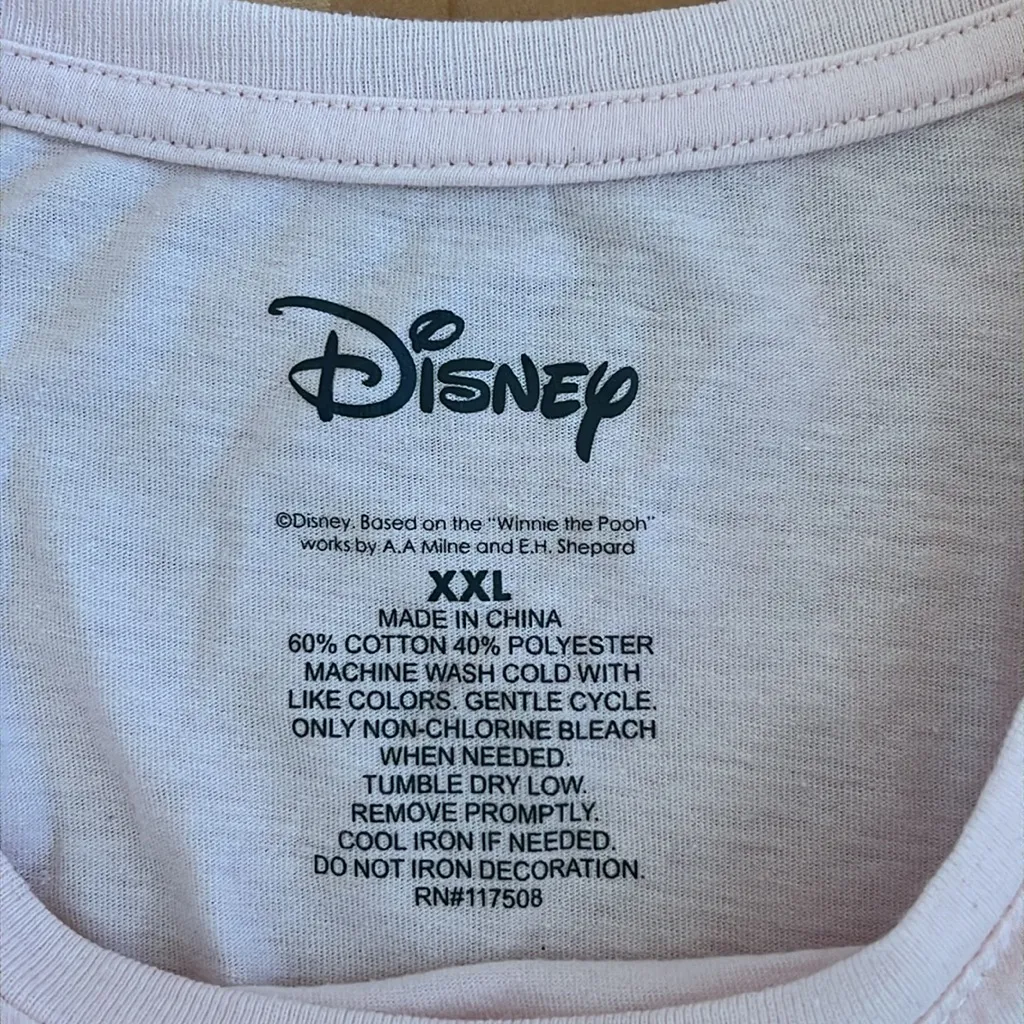 Disney
©Disney. Based on the "Winnie the Pooh"
works by A.A Milne and E.H. Shepard
XXL
MADE IN CHINA
60% COTTON 40% POLYESTER
MACHINE WASH COLD WITH
LIKE COLORS. GENTLE CYCLE.
ONLY NON-CHLORINE BLEACH
WHEN NEEDED.
TUMBLE DRY LOW.
REMOVE PROMPTLY.
COOL IRON IF NEEDED.
DO NOT IRON DECORATION.
RN#117508